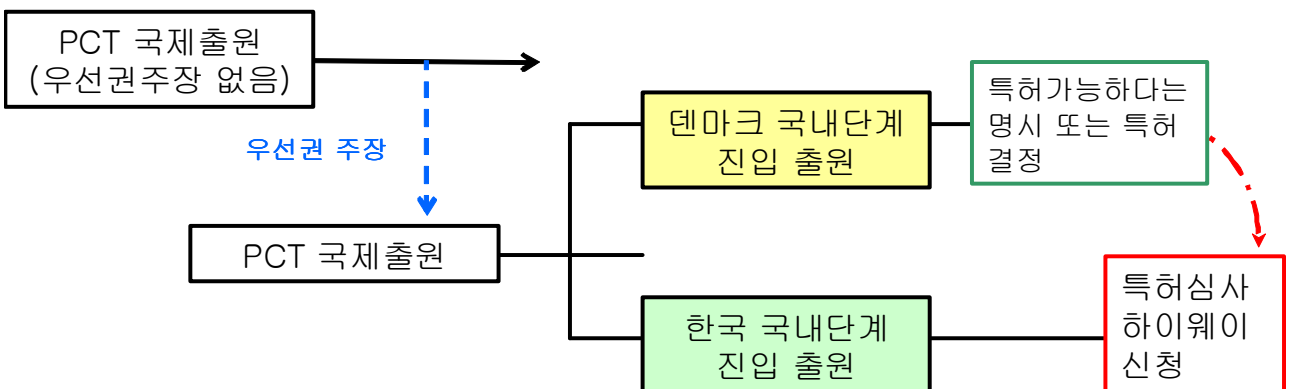 PCT 국제출원
(우선권주장 없음)
우선권 주장
PCT 국제출원
덴마크 국내단계
진입 출원
특허가능하다는
명시 또는 특허
결정
한국 국내단계
진입 출원
특허심사
하이웨이
신청